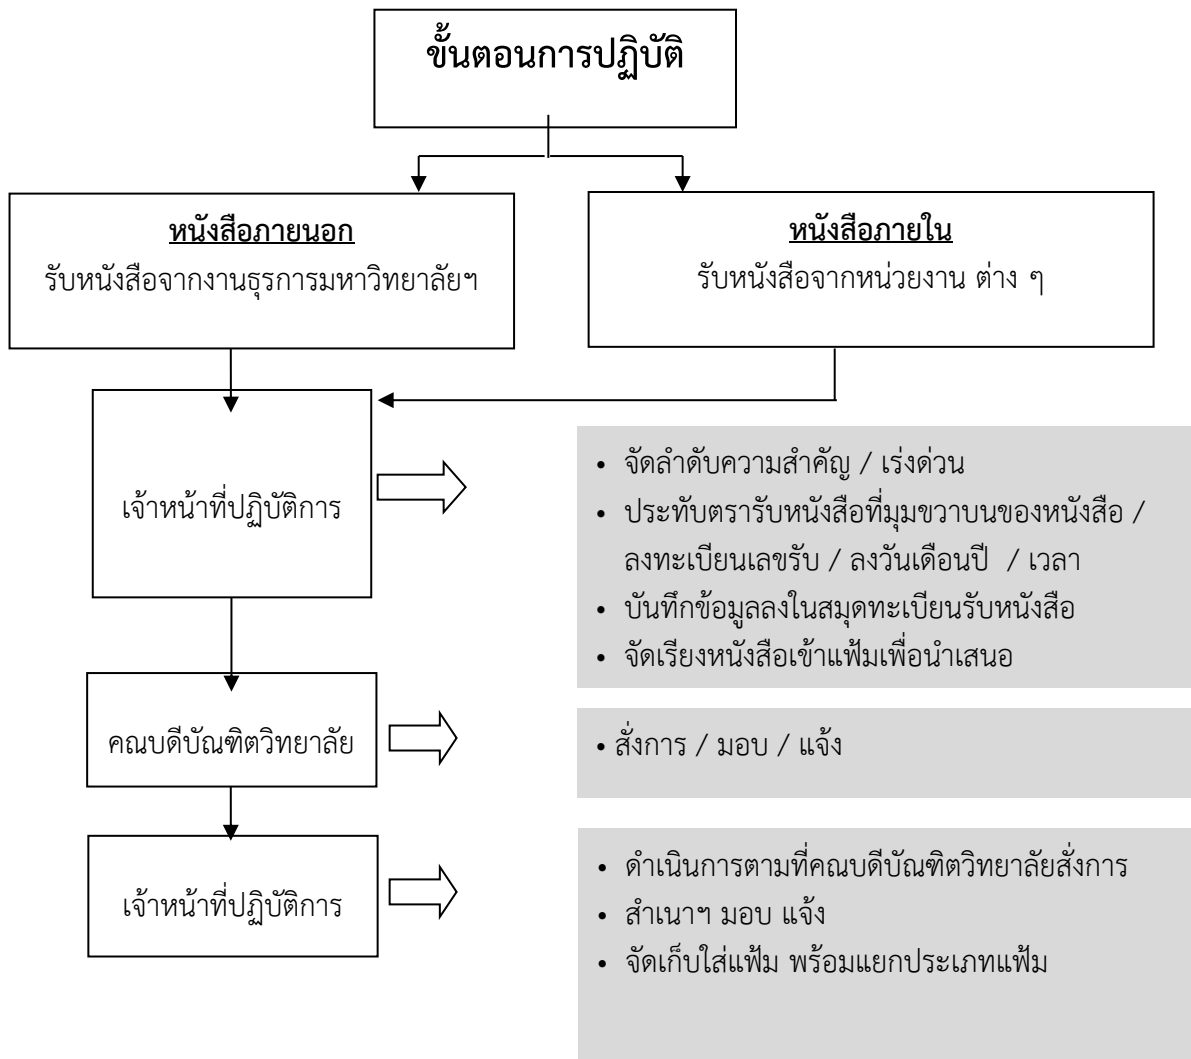 ขั้นตอนการปฏิบัติ
หนังสือภายนอก
รับหนังสือจากงานธุรการมหาวิทยาลัยฯ
หนังสือภายใน
รับหนังสือจากหน่วยงาน ต่าง ๆ
เจ้าหน้าที่ปฏิบัติการ
• จัดลำดับความสำคัญ / เร่งด่วน
• ประทับตรารับหนังสือที่มุมขวาบนของหนังสือ /
ลงทะเบียนเลขรับ / ลงวันเดือนปี / เวลา
• บันทึกข้อมูลลงในสมุดทะเบียนรับหนังสือ
• จัดเรียงหนังสือเข้าแฟ้มเพื่อนำเสนอ
คณบดีบัณฑิตวิทยาลัย
• สั่งการ / มอบ / แจ้ง
เจ้าหน้าที่ปฏิบัติการ
• ดำเนินการตามที่คณบดีบัณฑิตวิทยาลัยสั่งการ
• สำเนาฯ มอบ แจ้ง
• จัดเก็บใส่แฟ้ม พร้อมแยกประเภทแฟ้ม